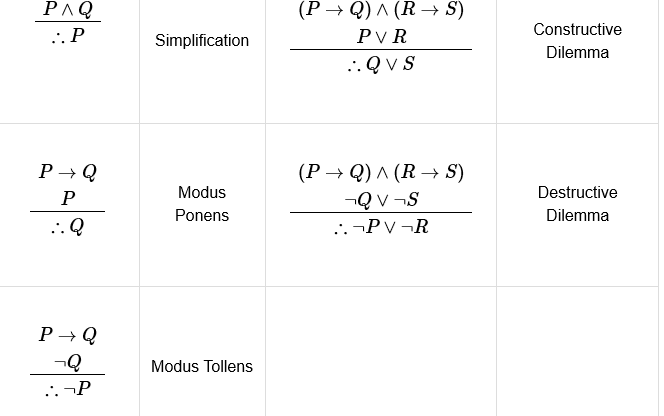 P ∧ Q
∴ P
Simplification
(P → Q) ∧ (R → S)
P ∨ R
∴ Q ∨ S
Constructive
Dilemma
P → Q
P
∴ Q
Modus
Ponens
(P → Q) ∧ (R → S)
¬Q ∨ ¬S
∴ ¬P ∨ ¬R
Destructive
Dilemma
P → Q
¬Q
∴ ¬P
Modus Tollens